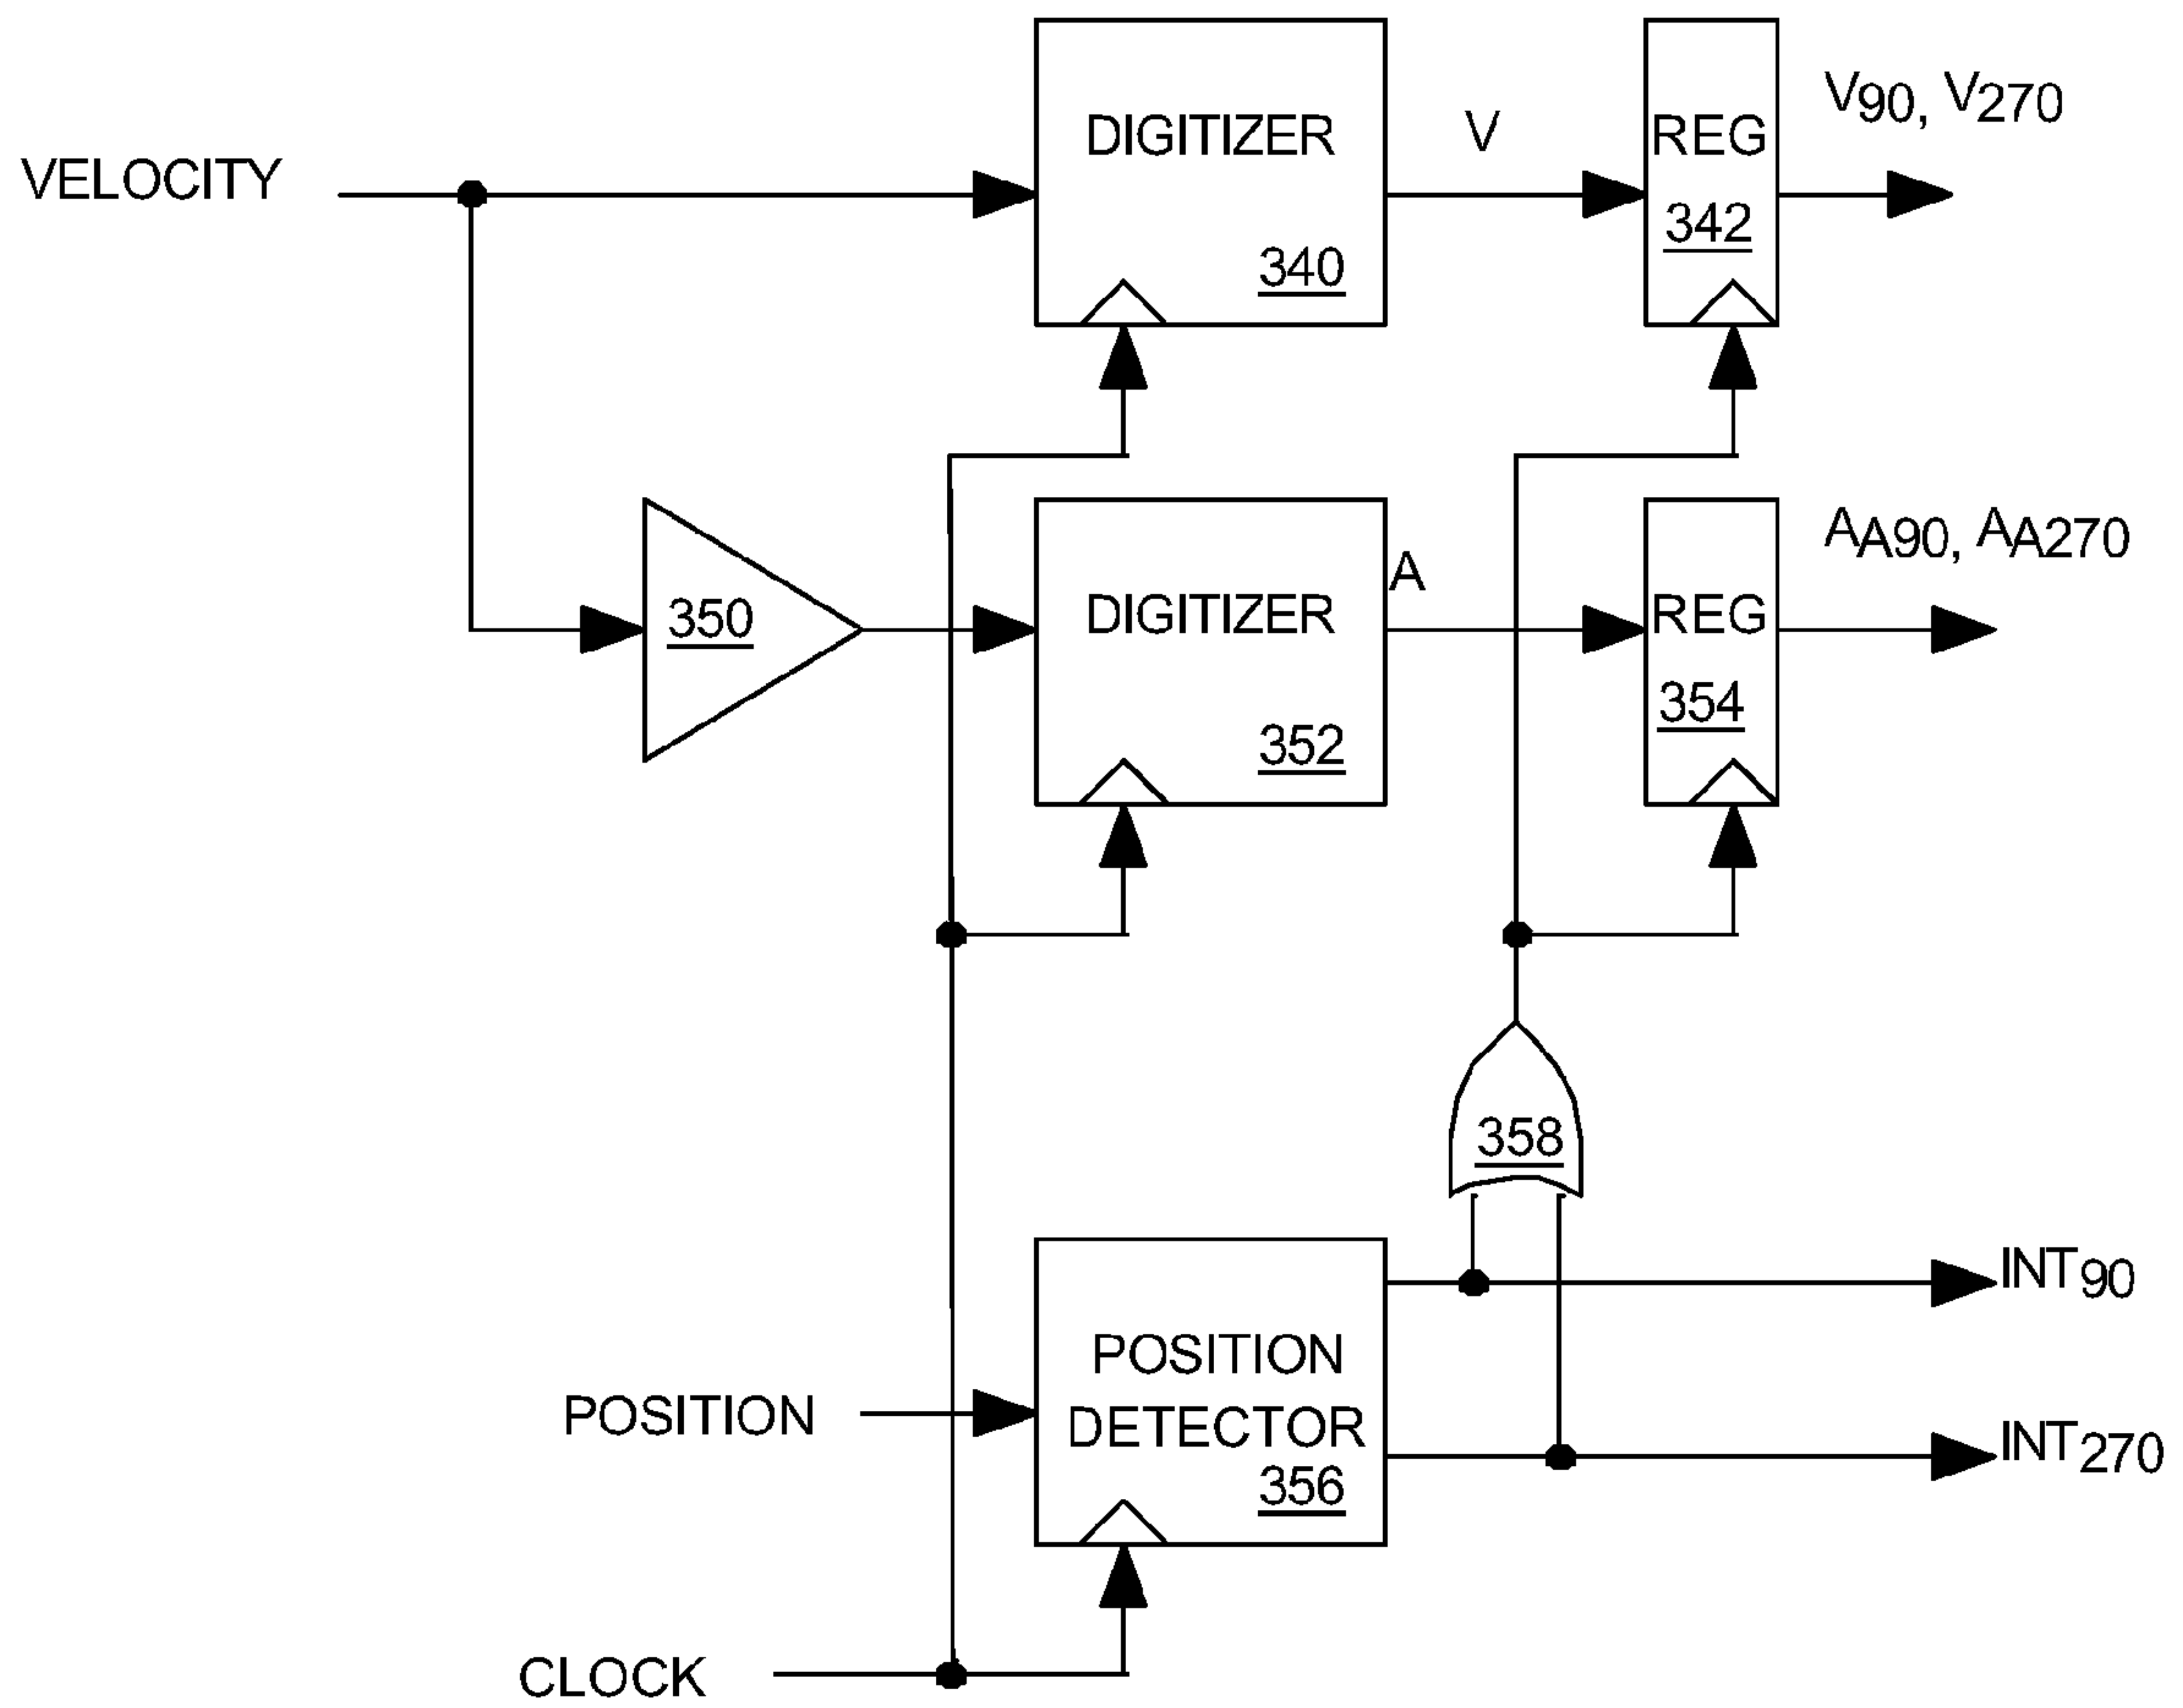 VELOCITY
DIGITIZER
340
V
REG
342
V90, V270
350
DIGITIZER
352
A
REG
354
AA90, AA270
358
POSITION
POSITION
DETECTOR
356
INT90
INT270
CLOCK